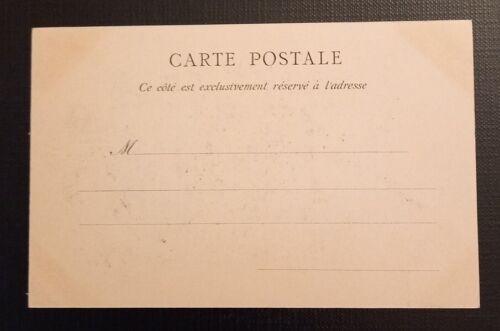 CARTE POSTALE
Ce côté est exclusivement réservé à l'adresse
M